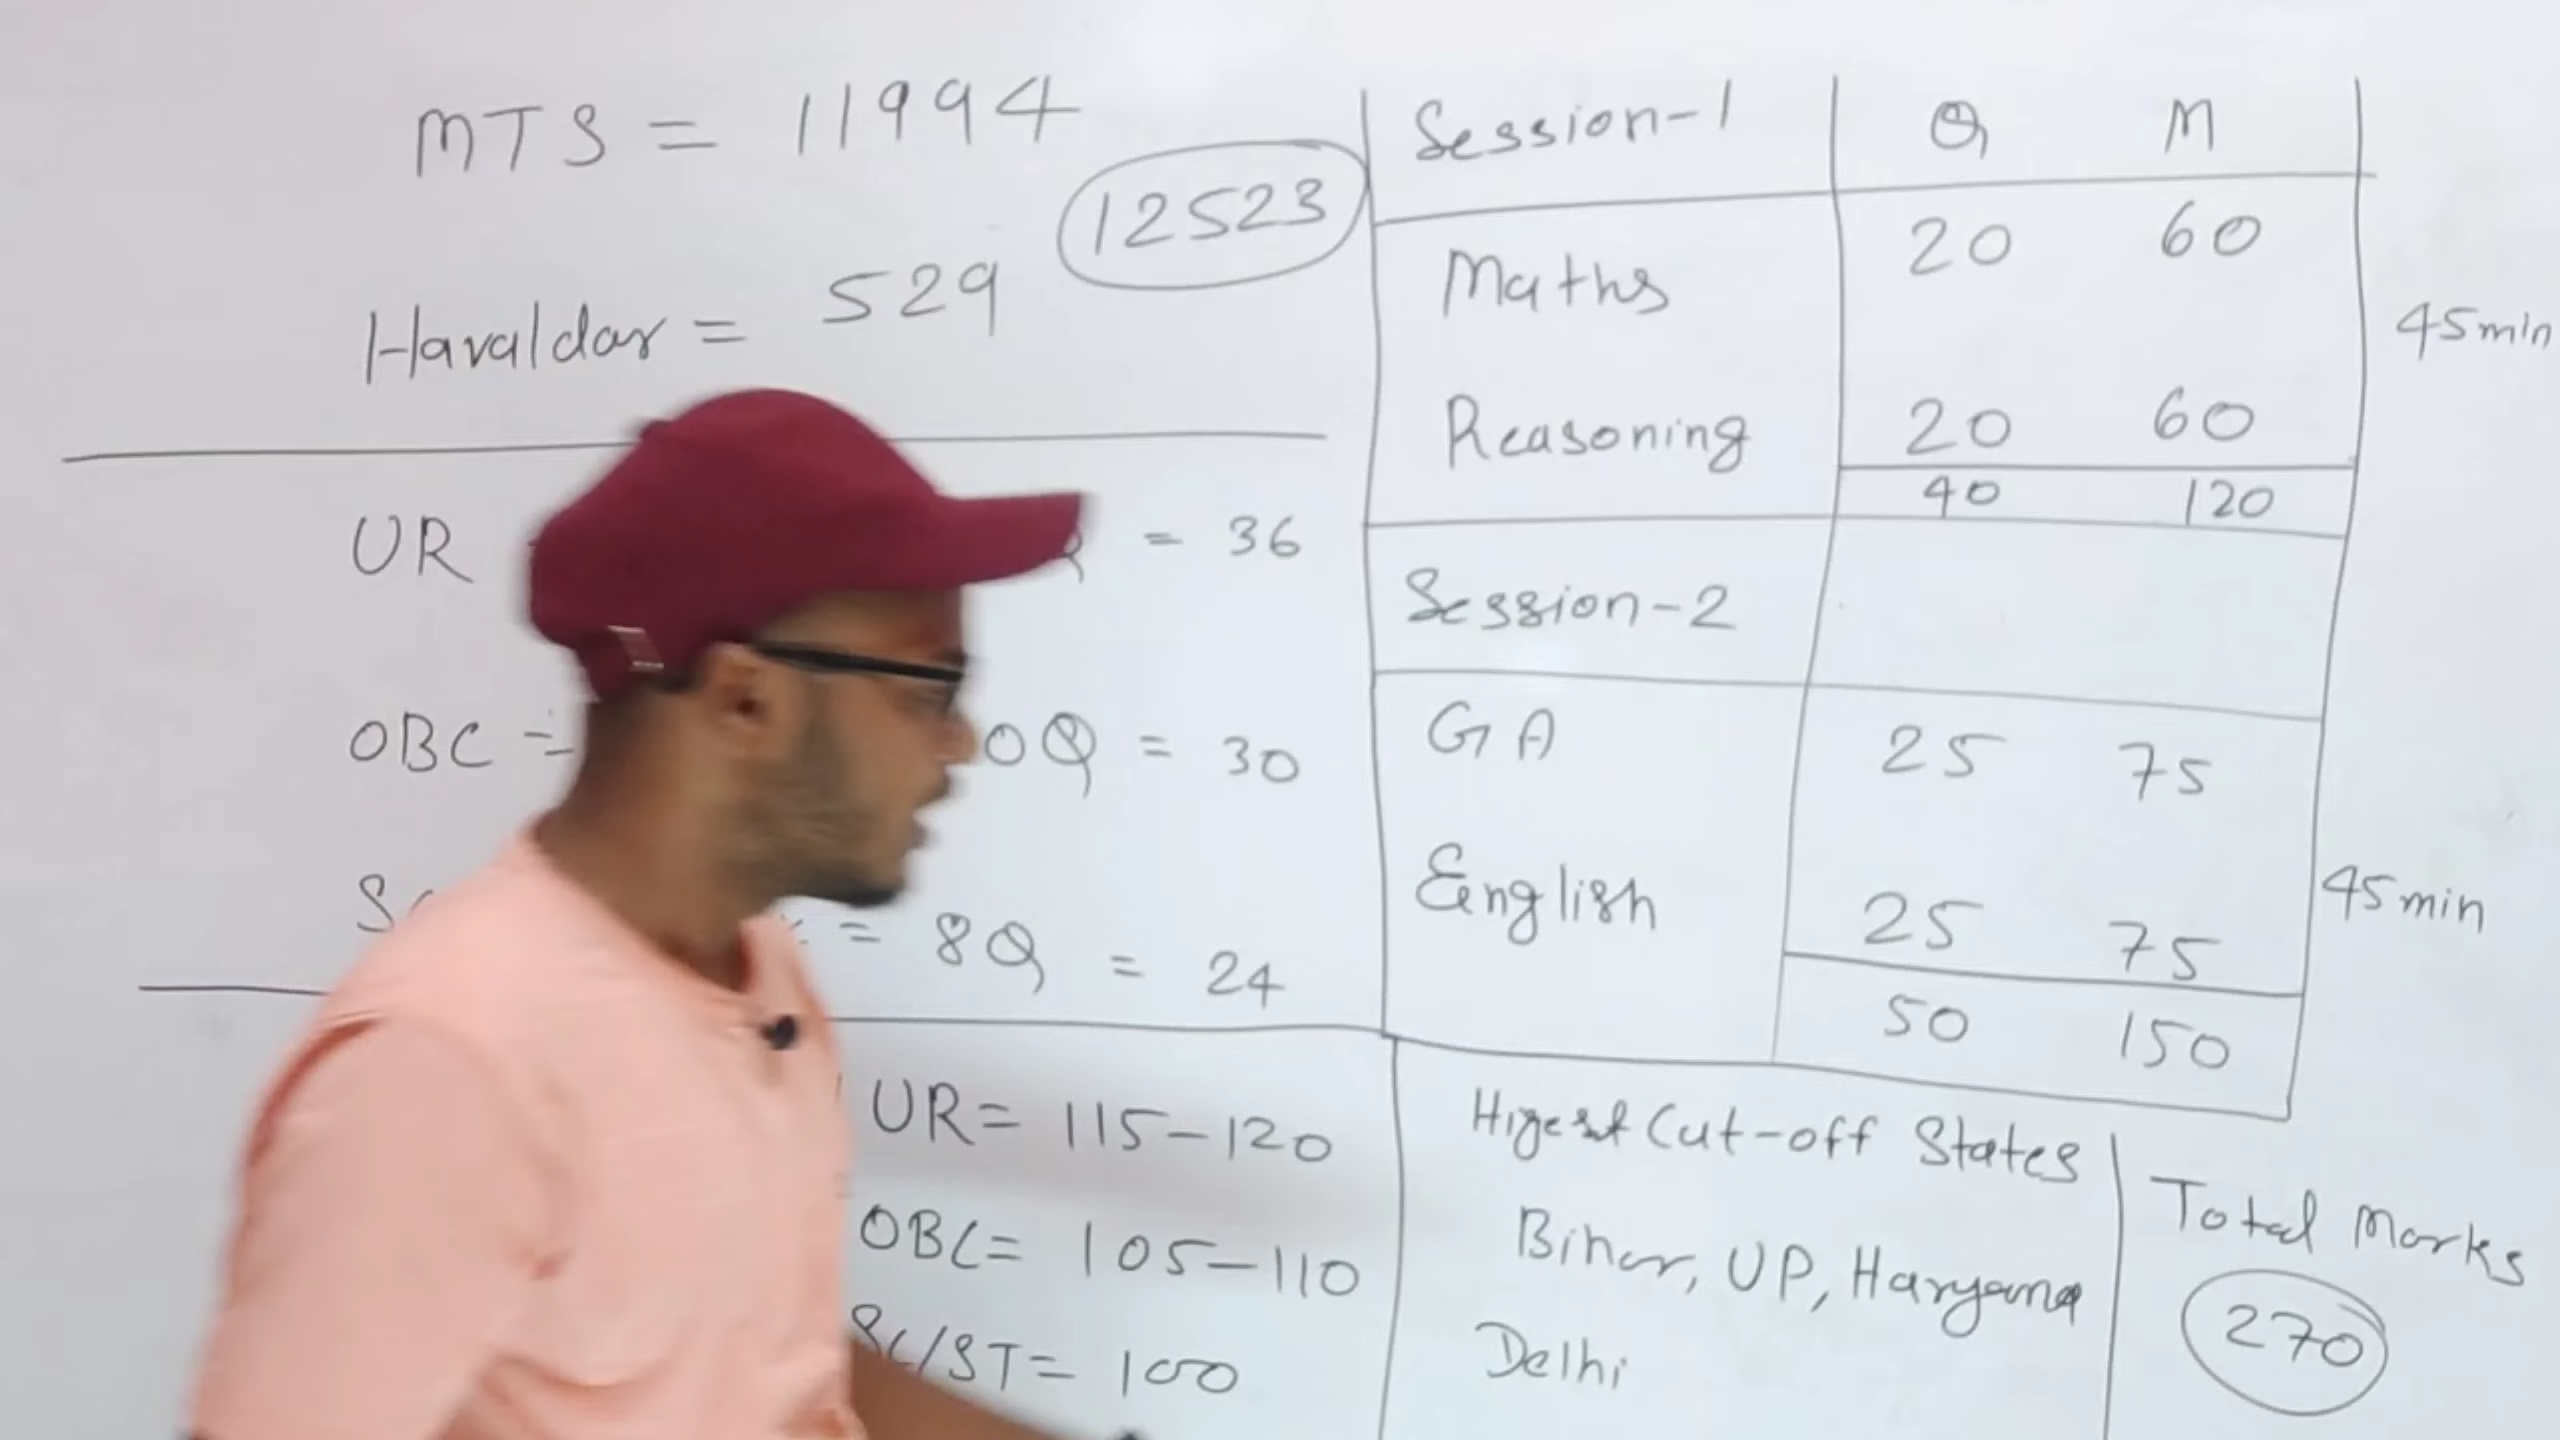 MTS = 11994
12523
Havaldar = 529
UR = 36
OBC = 0Q = 30
= 8Q = 24
UR = 115-120
OBC = 105-110
SC/ST = 100
Session-1 Q M
Maths 20 60
45min
Reasoning 20 60
40 120
Session-2
GA 25 75
English 25 75
45min
50 150
Higest Cut-off States
Bihar, UP, Haryana
Delhi
Total Marks
270